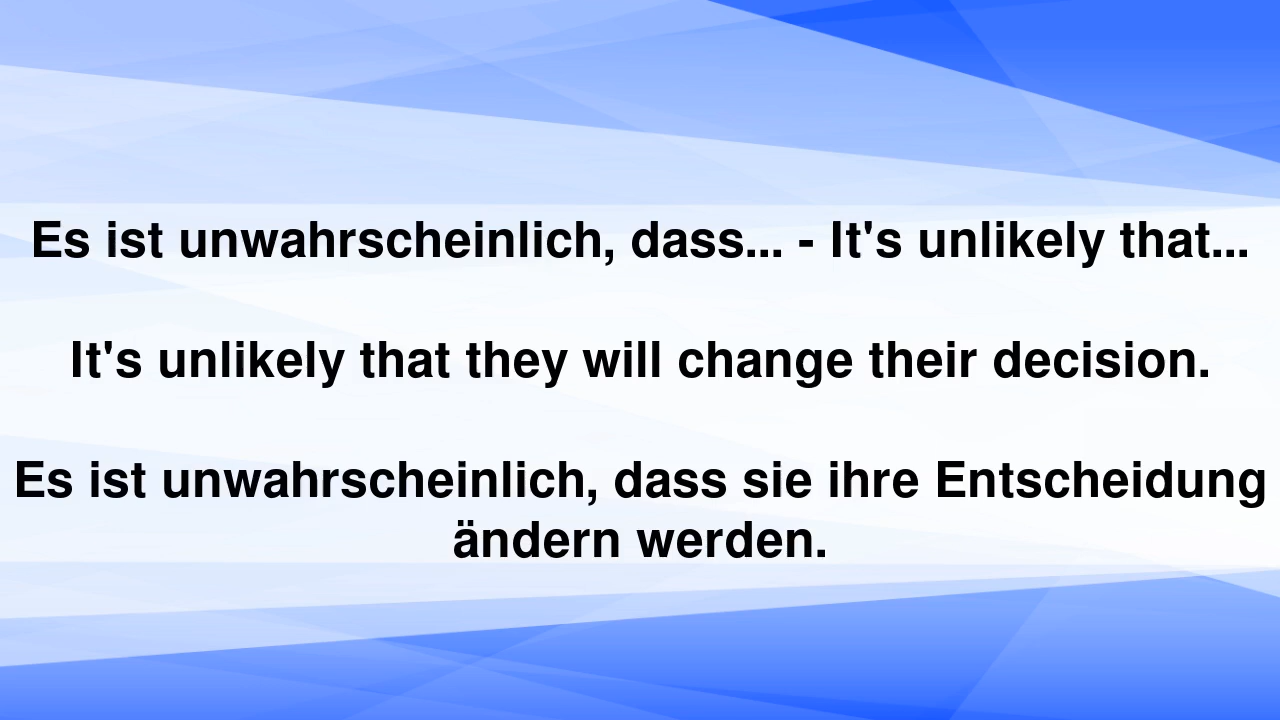 Es ist unwahrscheinlich, dass... - It's unlikely that...
It's unlikely that they will change their decision.
Es ist unwahrscheinlich, dass sie ihre Entscheidung
ändern werden.